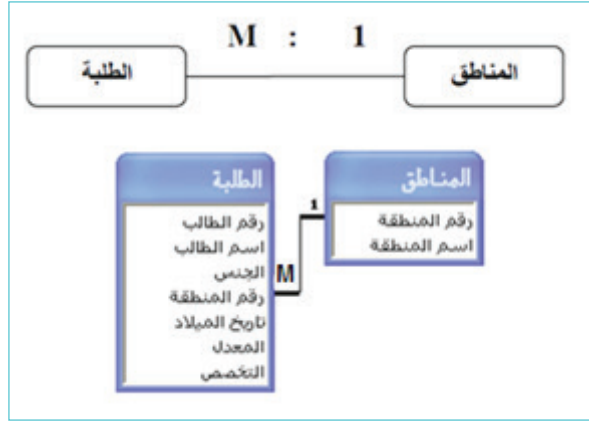 M : 1
المناطق
الطلبة
المناطق
رقم المنطقة
اسم المنطقة
1
M
الطلبة
رقم الطالب
اسم الطالب
الجنس
رقم المنطقة
تاريخ الميلاد
المعدل
التخصص